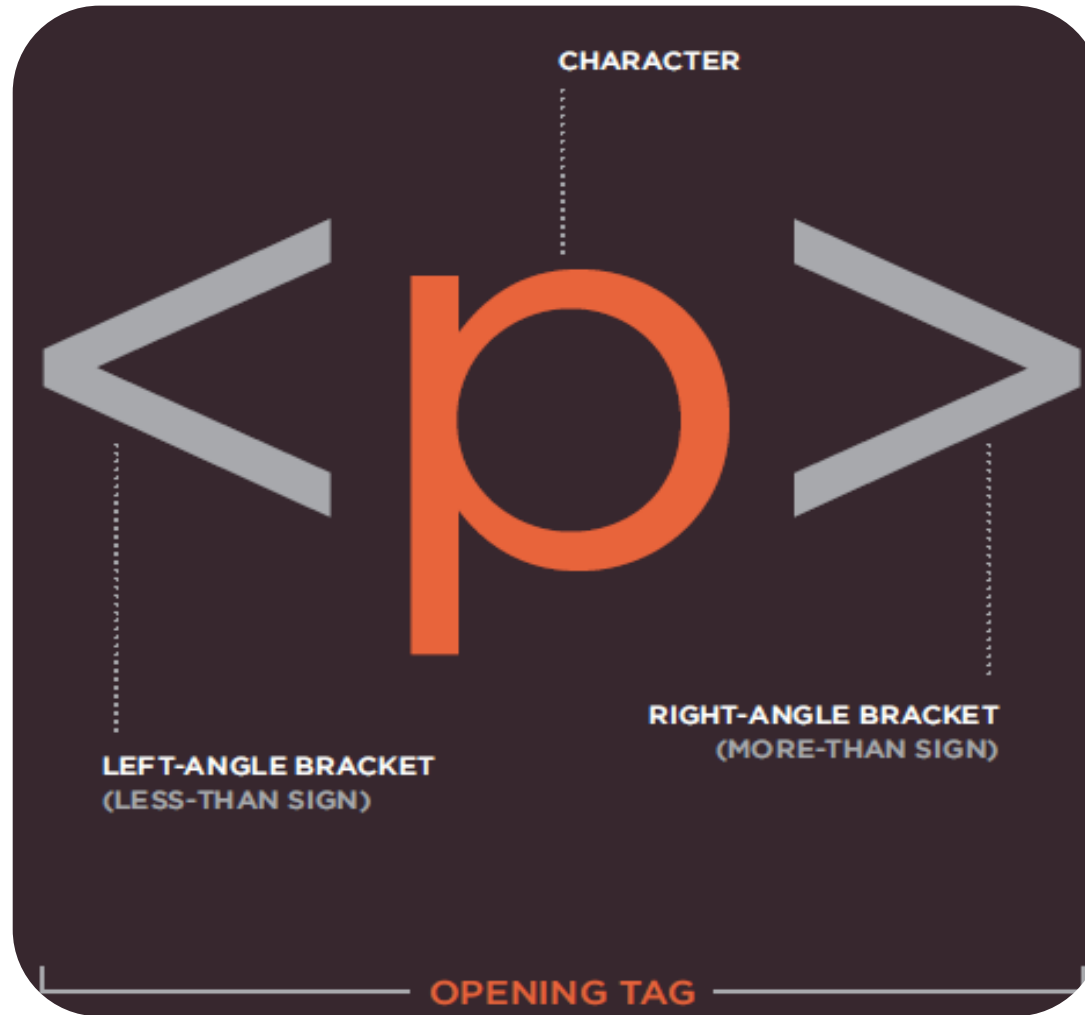 CHARACTER
<p>
RIGHT-ANGLE BRACKET
(MORE-THAN SIGN)
LEFT-ANGLE BRACKET
(LESS-THAN SIGN)
OPENING TAG